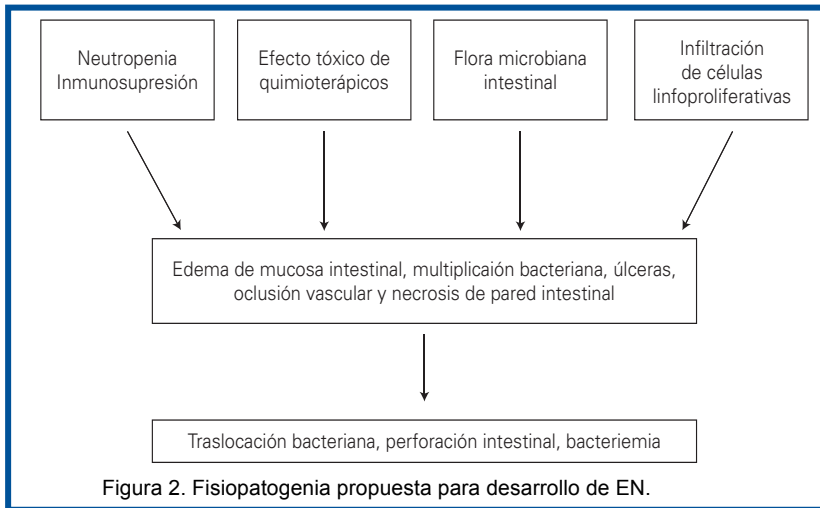 Neutropenia
Inmunosupresión
Efecto tóxico de
quimioterápicos
Flora microbiana
intestinal
Infiltración
de células
linfoproliferativas
Edema de mucosa intestinal, multiplicaión bacteriana, úlceras,
oclusión vascular y necrosis de pared intestinal
Traslocación bacteriana, perforación intestinal, bacteriemia
Figura 2. Fisiopatogenia propuesta para desarrollo de EN.